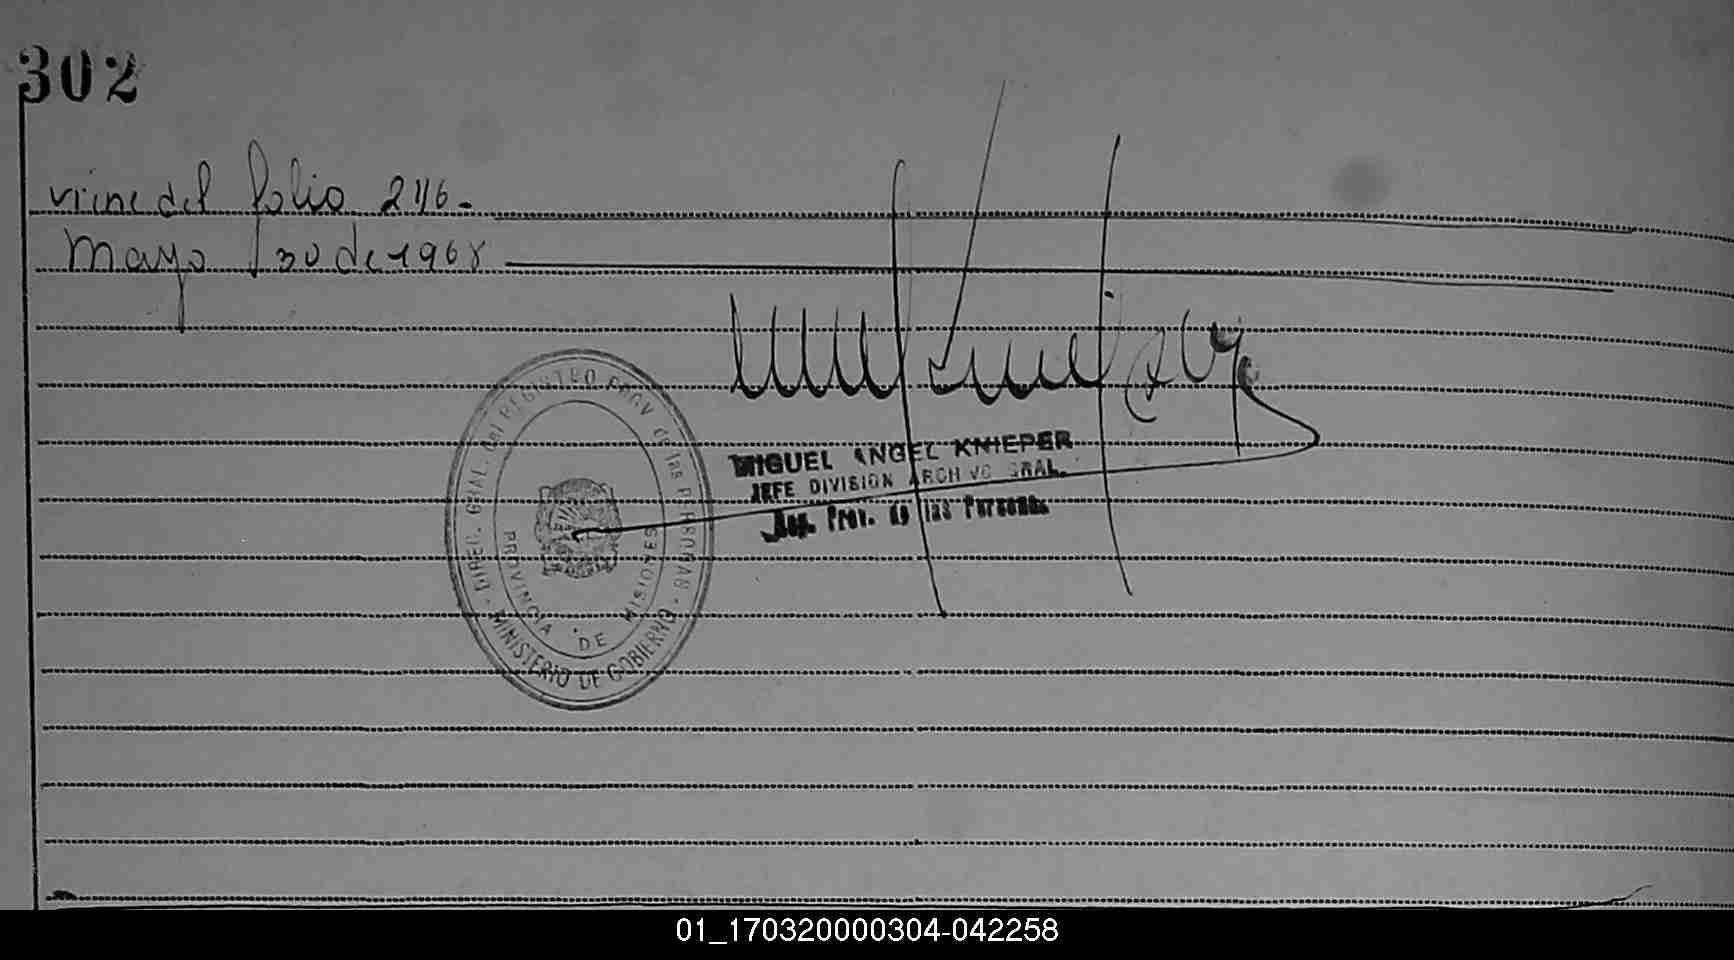 302
viene del folio 246.
Mayo 30 de 1968
DIREC. GRAL. del REGISTRO PROV. de las PERSONAS
MINISTERIO DE GOBIERNO
PROVINCIA DE MISIONES
MIGUEL ANGEL KNIEPER
JEFE DIVISION ARCHIVO GRAL.
Reg. Prov. de las Personas
01_170320000304-042258